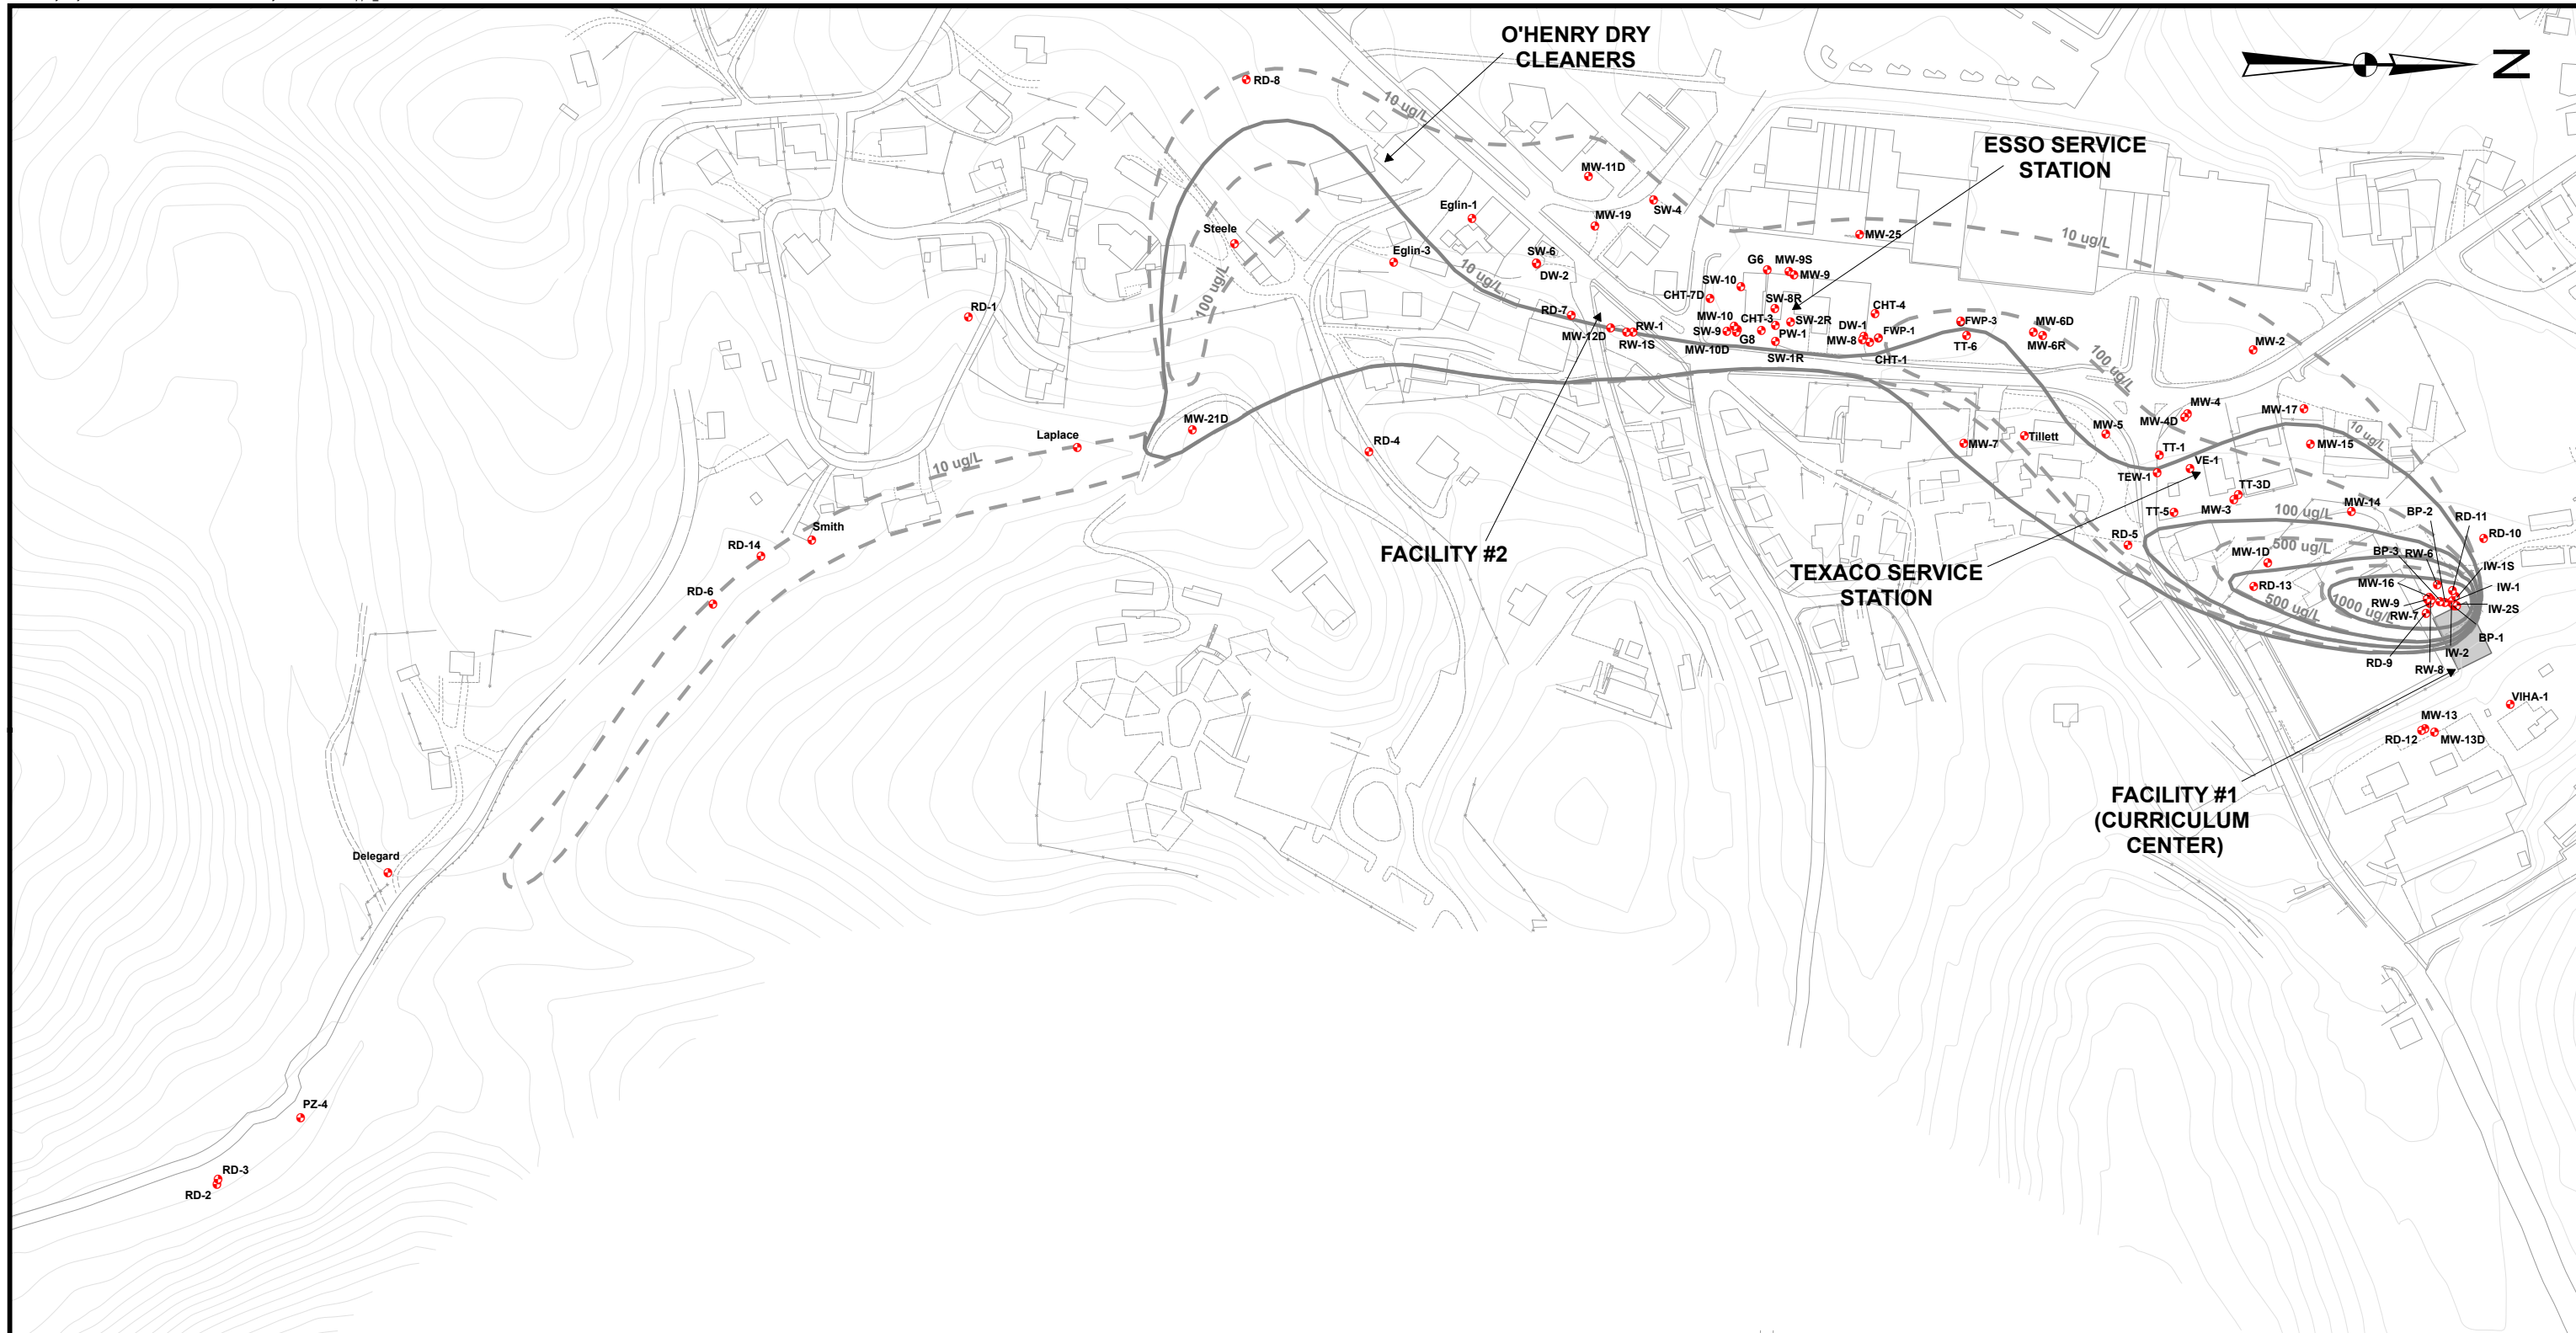 O'HENRY DRY
CLEANERS
N
RD-8
10 ug/L
ESSO SERVICE
STATION
MW-11D
Eglin-1
SW-4
MW-19
Steele
MW-25
10 ug/L
Eglin-3
SW-6
DW-2
G6
MW-9S
MW-9
10 ug/L
100 ug/L
SW-10
CHT-7D
SW-8R
CHT-4
RD-1
RD-7
MW-10
CHT-3
SW-2R
FWP-3
MW-6D
RW-1
SW-9
PW-1
DW-1
FWP-1
MW-12D
RW-1S
G8
MW-8
TT-6
MW-6R
MW-10D
SW-1R
CHT-1
MW-2
100 ug/L
MW-4
MW-17
MW-21D
MW-4D
Laplace
RD-4
MW-5
10 ug/L
Tillett
MW-7
MW-15
TT-1
VE-1
10 ug/L
TEW-1
TT-3D
MW-14
MW-3
BP-2
RD-11
TT-5
100 ug/L
Smith
RD-14
RD-5
RD-10
500 ug/L
MW-1D
BP-3
RW-6
FACILITY #2
IW-1S
TEXACO SERVICE
STATION
MW-16
RD-13
IW-1
RD-6
500 ug/L
1000 ug/L
RW-9
IW-2S
RW-7
BP-1
IW-2
RD-9
RW-8
VIHA-1
MW-13
RD-12
MW-13D
FACILITY #1
(CURRICULUM
CENTER)
Delegard
PZ-4
RD-3
RD-2